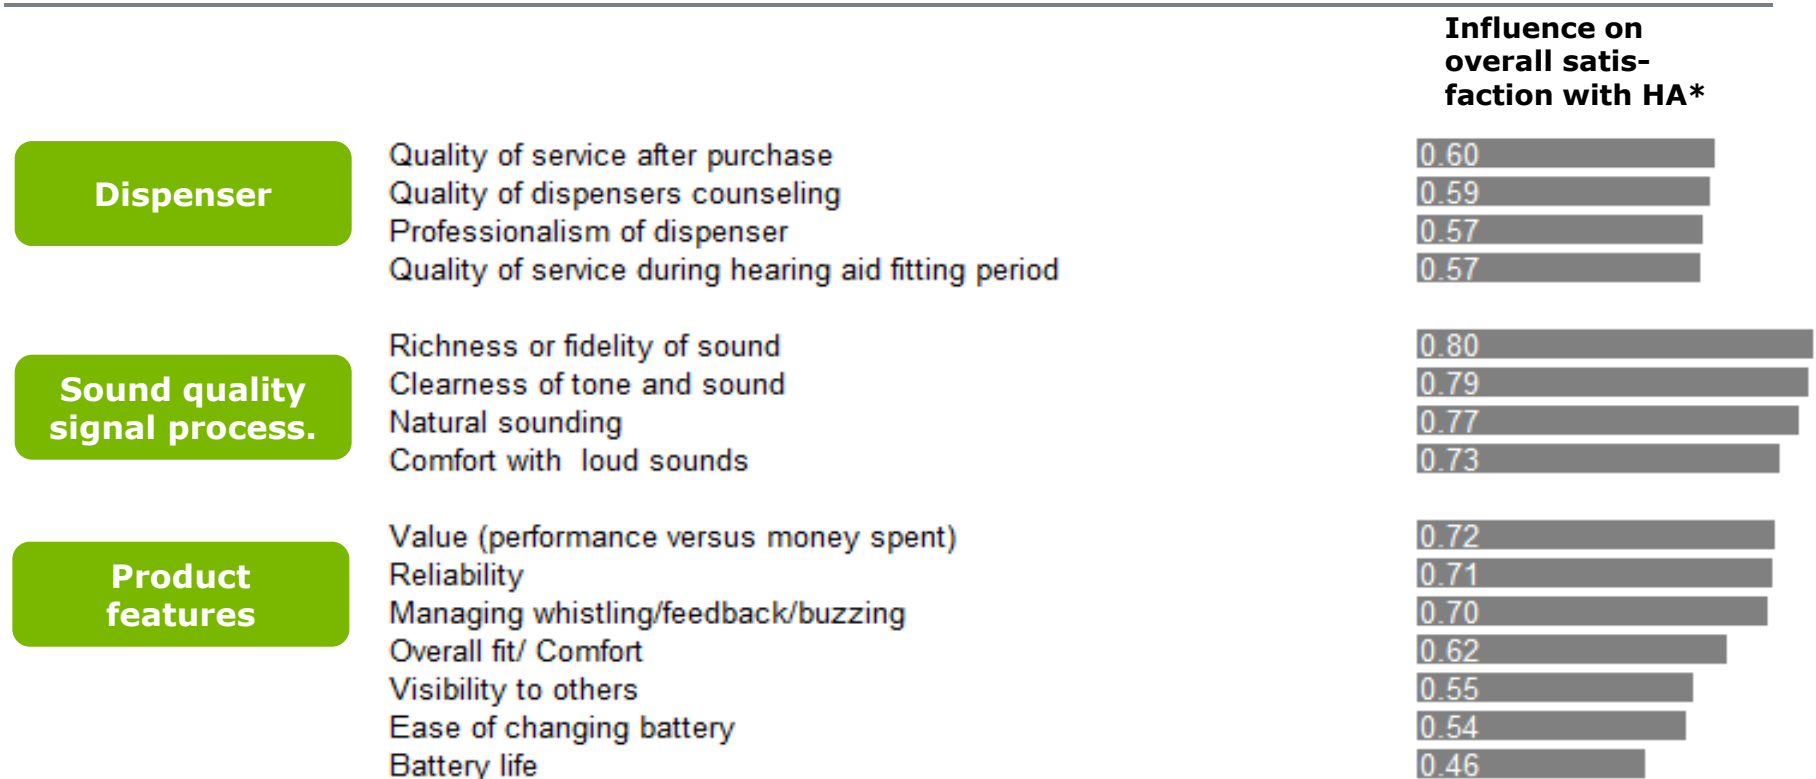 Influence on
overall satis-
faction with HA*
Dispenser
Quality of service after purchase 0.60
Quality of dispensers counseling 0.59
Professionalism of dispenser 0.57
Quality of service during hearing aid fitting period 0.57
Sound quality
signal process.
Richness or fidelity of sound 0.80
Clearness of tone and sound 0.79
Natural sounding 0.77
Comfort with loud sounds 0.73
Product
features
Value (performance versus money spent) 0.72
Reliability 0.71
Managing whistling/feedback/buzzing 0.70
Overall fit/ Comfort 0.62
Visibility to others 0.55
Ease of changing battery 0.54
Battery life 0.46